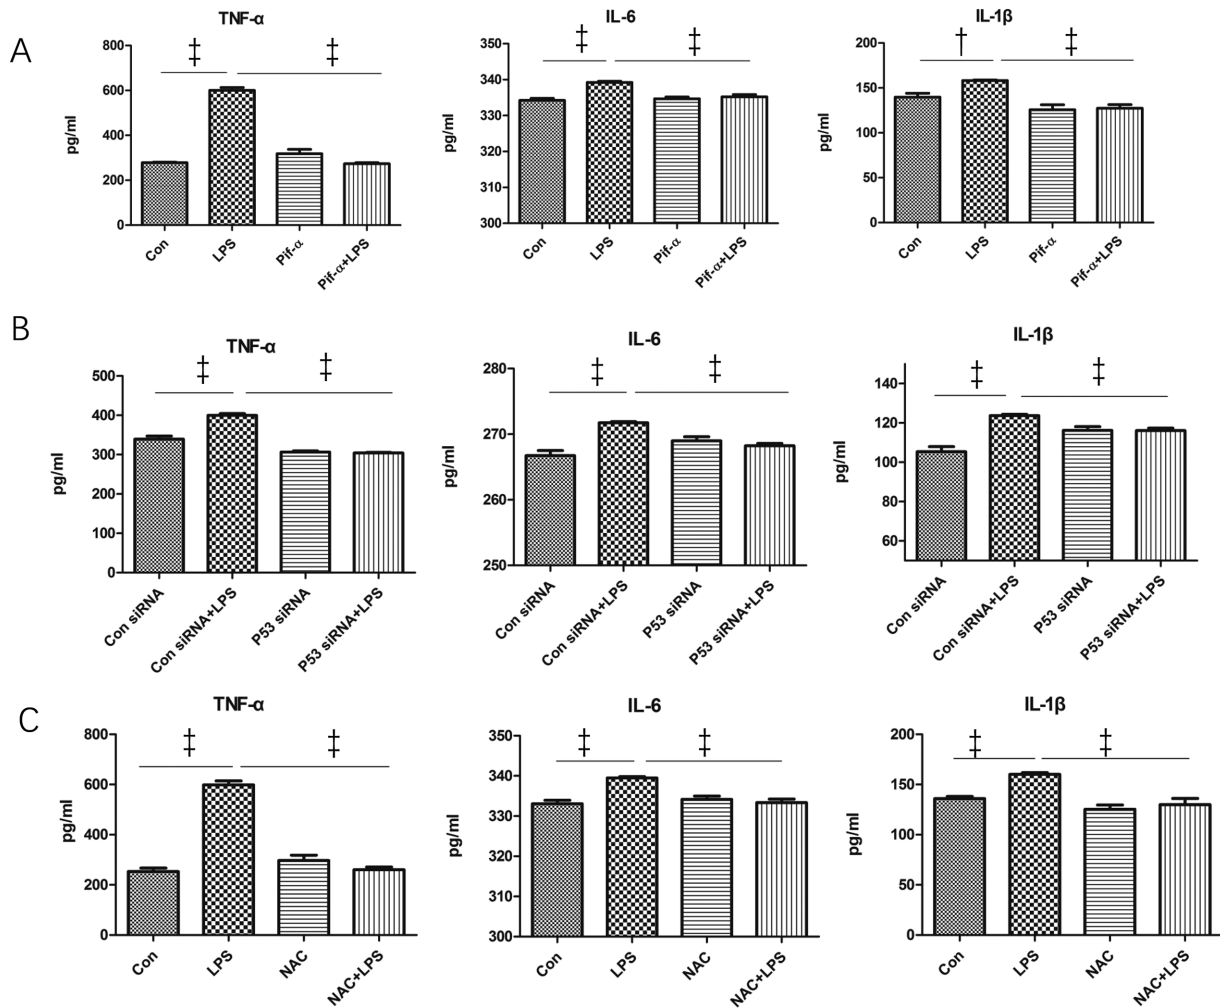 A
TNF-α
‡ ‡
800
600
400
200
0
pg/ml
Con
LPS
Pif-α
Pif-α+LPS
IL-6
‡ ‡
350
340
330
320
310
300
pg/ml
Con
LPS
Pif-α
Pif-α+LPS
IL-1β
† ‡
200
150
100
50
0
pg/ml
Con
LPS
Pif-α
Pif-α+LPS
B
TNF-α
‡ ‡
500
400
300
200
100
0
pg/ml
Con siRNA
Con siRNA+LPS
P53 siRNA
P53 siRNA+LPS
IL-6
‡ ‡
280
270
260
250
pg/ml
Con siRNA
Con siRNA+LPS
P53 siRNA
P53 siRNA+LPS
IL-1β
‡ ‡
140
120
100
80
60
pg/ml
Con siRNA
Con siRNA+LPS
P53 siRNA
P53 siRNA+LPS
C
TNF-α
‡ ‡
800
600
400
200
0
pg/ml
Con
LPS
NAC
NAC+LPS
IL-6
‡ ‡
350
340
330
320
310
300
pg/ml
Con
LPS
NAC
NAC+LPS
IL-1β
‡ ‡
200
150
100
50
0
pg/ml
Con
LPS
NAC
NAC+LPS